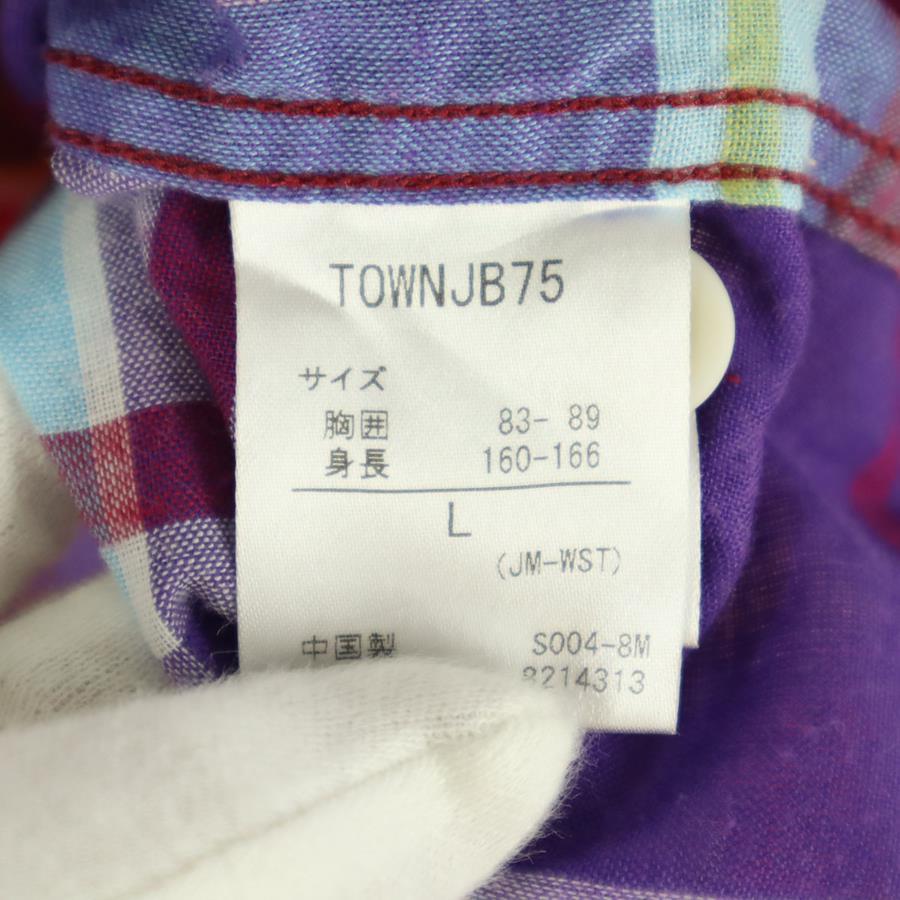 TOWNJB75
サイズ
胸囲 83- 89
身長 160-166
L
(JM-WST)
中国製 S004-8M
8214313